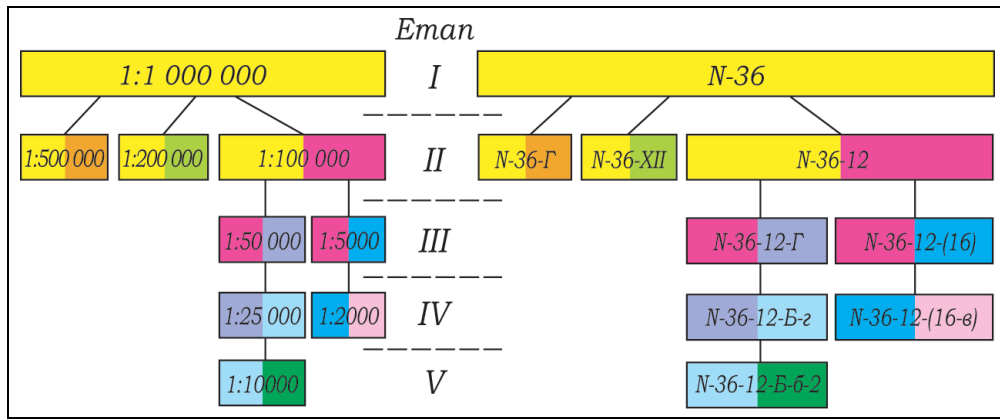 Етап
1:1 000 000
I
N-36
1:500 000
1:200 000
1:100 000
II
N-36-Г
N-36-XII
N-36-12
1:50 000
1:5000
III
N-36-12-Г
N-36-12-(16)
1:25 000
1:2000
IV
N-36-12-Б-г
N-36-12-(16-в)
1:10000
V
N-36-12-Б-б-2